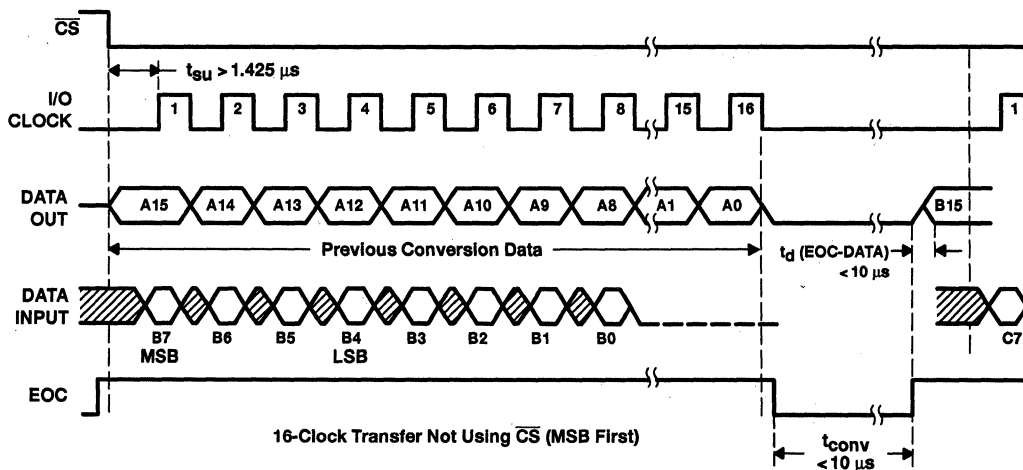 CS
tsu > 1.425 μs
I/O
CLOCK
1 2 3 4 5 6 7 8 15 16 1
DATA
OUT
A15 A14 A13 A12 A11 A10 A9 A8 A1 A0 B15
Previous Conversion Data
td (EOC-DATA)
< 10 μs
DATA
INPUT
B7 B6 B5 B4 B3 B2 B1 B0 C7
MSB LSB
EOC
16-Clock Transfer Not Using CS (MSB First)
tconv
< 10 μs